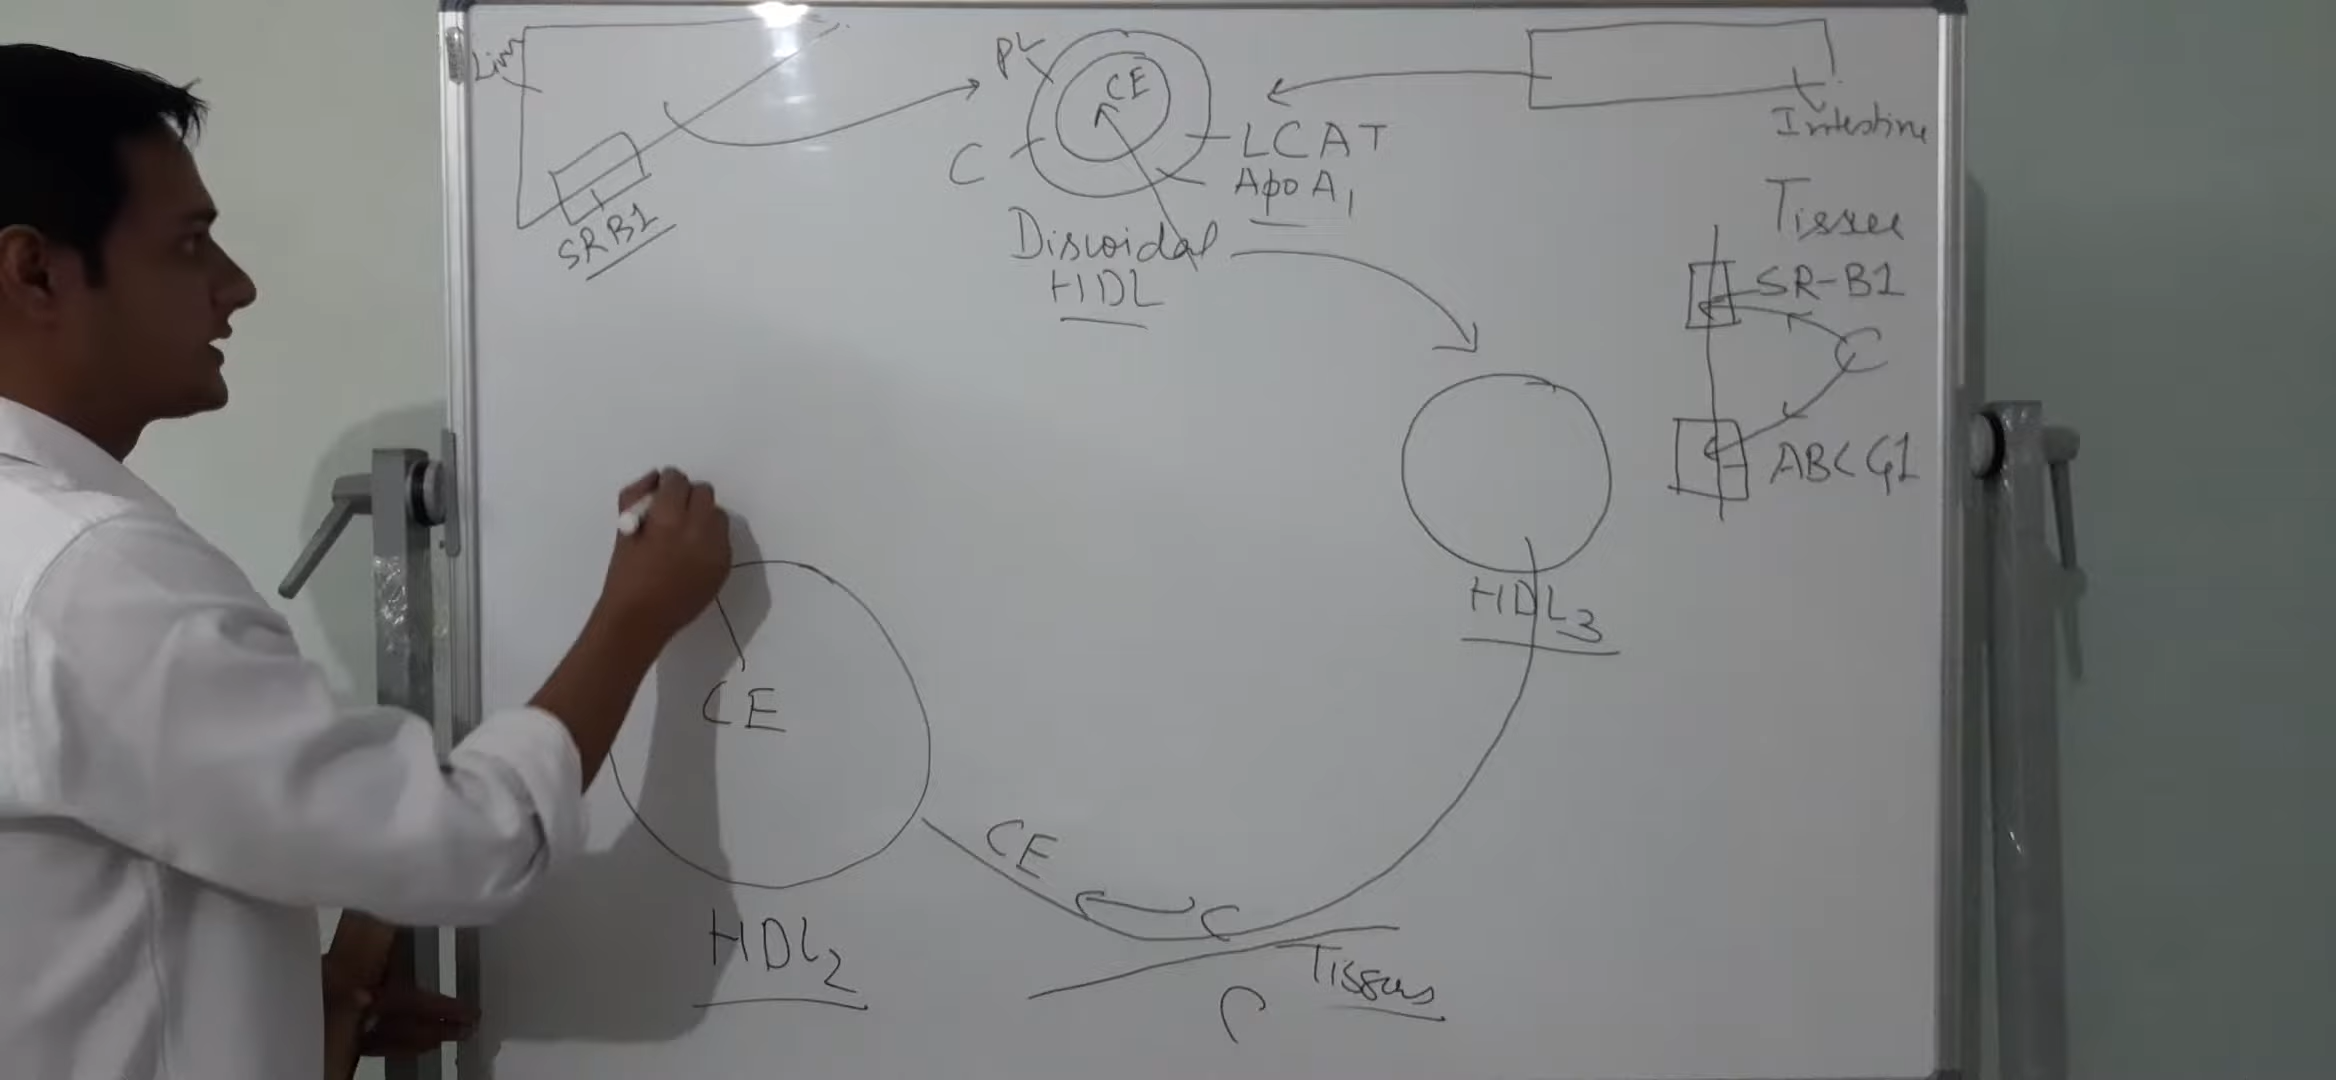 Liver
SRB1
PL
CE
C
LCAT
Apo A1
Discoidal
HDL
Intestine
Tissue
SR-B1
C
ABCG1
HDL3
CE
HDL2
CE
C
Tissues
C